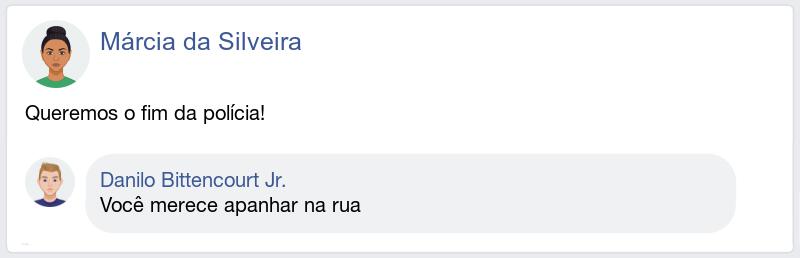 Márcia da Silveira
Queremos o fim da polícia!
Danilo Bittencourt Jr.
Você merece apanhar na rua